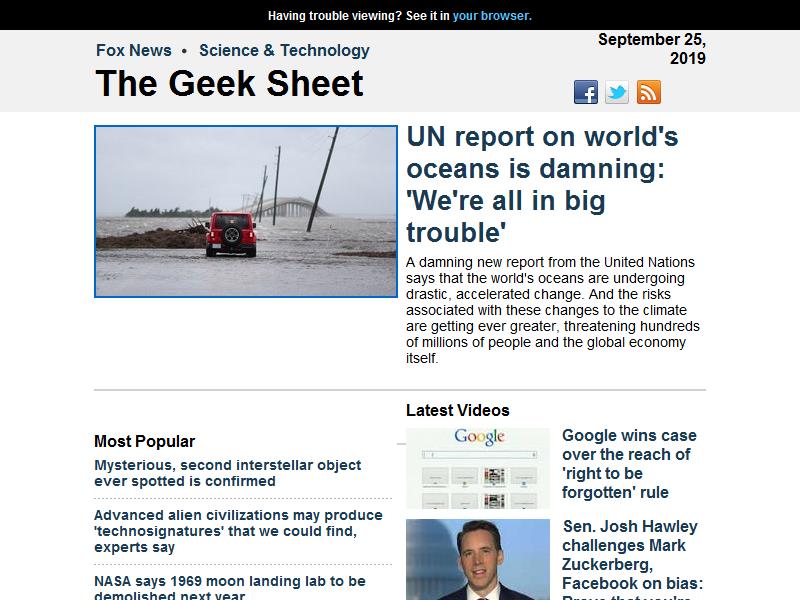 Having trouble viewing? See it in your browser.
Fox News • Science & Technology
The Geek Sheet
September 25,
2019
UN report on world's
oceans is damning:
'We're all in big
trouble'
A damning new report from the United Nations
says that the world's oceans are undergoing
drastic, accelerated change. And the risks
associated with these changes to the climate
are getting ever greater, threatening hundreds
of millions of people and the global economy
itself.
Most Popular
Mysterious, second interstellar object
ever spotted is confirmed
Advanced alien civilizations may produce
'technosignatures' that we could find,
experts say
NASA says 1969 moon landing lab to be
demolished next year
Latest Videos
Google
Google wins case
over the reach of
'right to be
forgotten' rule
Sen. Josh Hawley
challenges Mark
Zuckerberg,
Facebook on bias:
Prove that you're